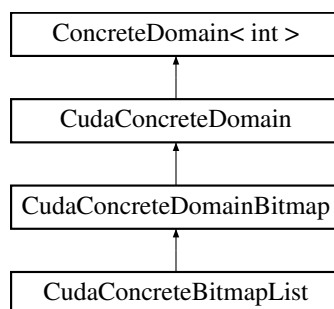 ConcreteDomain< int >
CudaConcreteDomain
CudaConcreteDomainBitmap
CudaConcreteBitmapList